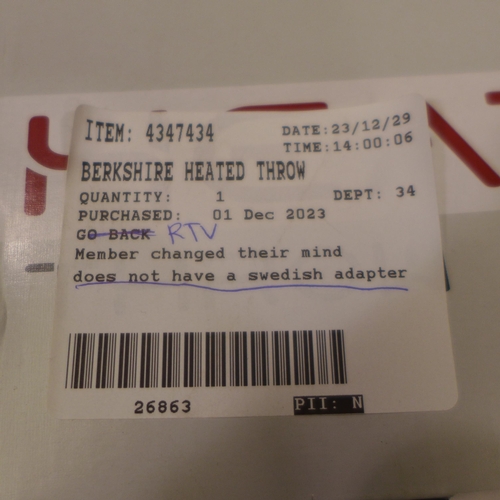 ITEM: 4347434
DATE:23/12/29
TIME:14:00:06
BERKSHIRE HEATED THROW
QUANTITY: 1 DEPT: 34
PURCHASED: 01 Dec 2023
GO BACK RTV
Member changed their mind
does not have a swedish adapter
26863 PII: N